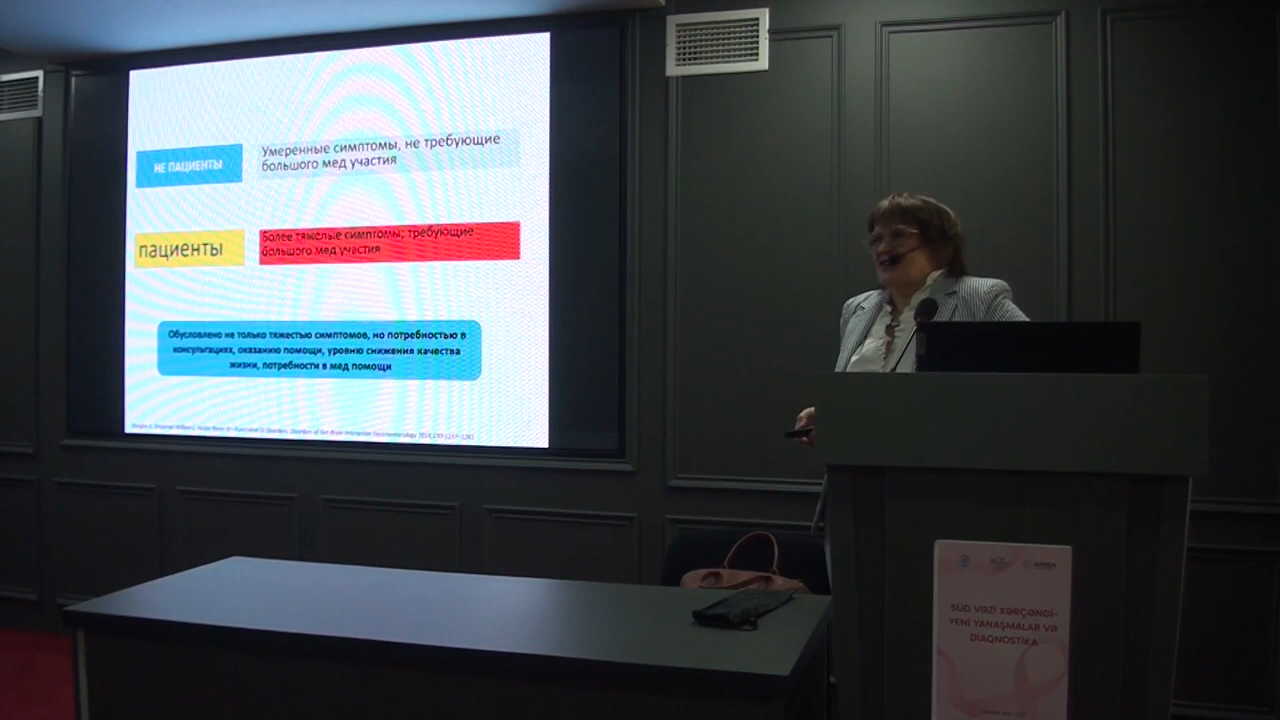 НЕ ПАЦИЕНТЫ
Умеренные симптомы, не требующие
большого мед участия
пациенты
Более тяжелые симптомы; требующие
большого мед участия
Обусловлено не только тяжестью симптомов, но потребностью в
консультациях, оказанию помощи, уровню снижения качества
жизни, потребности в мед помощи
SÜD VƏZİ XƏRÇƏNGİ-
YENİ YANAŞMALAR VƏ
DİAQNOSTİKA